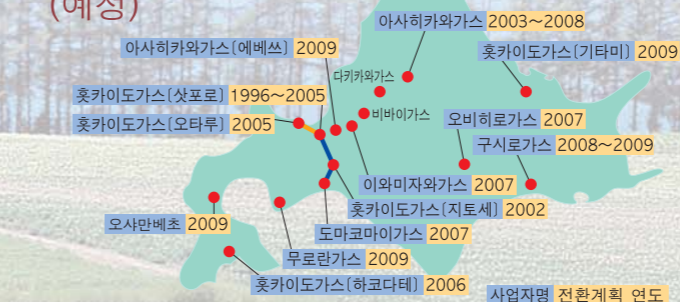 (예정)
아사히카와가스 2003~2008
아사히카와가스(에베쓰) 2009
홋카이도가스(기타미) 2009
다키카와가스
홋카이도가스(삿포로) 1996~2005
비바이가스
오비히로가스 2007
홋카이도가스(오타루) 2005
구시로가스 2008~2009
이와미자와가스 2007
홋카이도가스(지토세) 2002
오샤만베초 2009
도마코마이가스 2007
무로란가스 2009
홋카이도가스(하코다테) 2006
사업자명 전환계획 연도